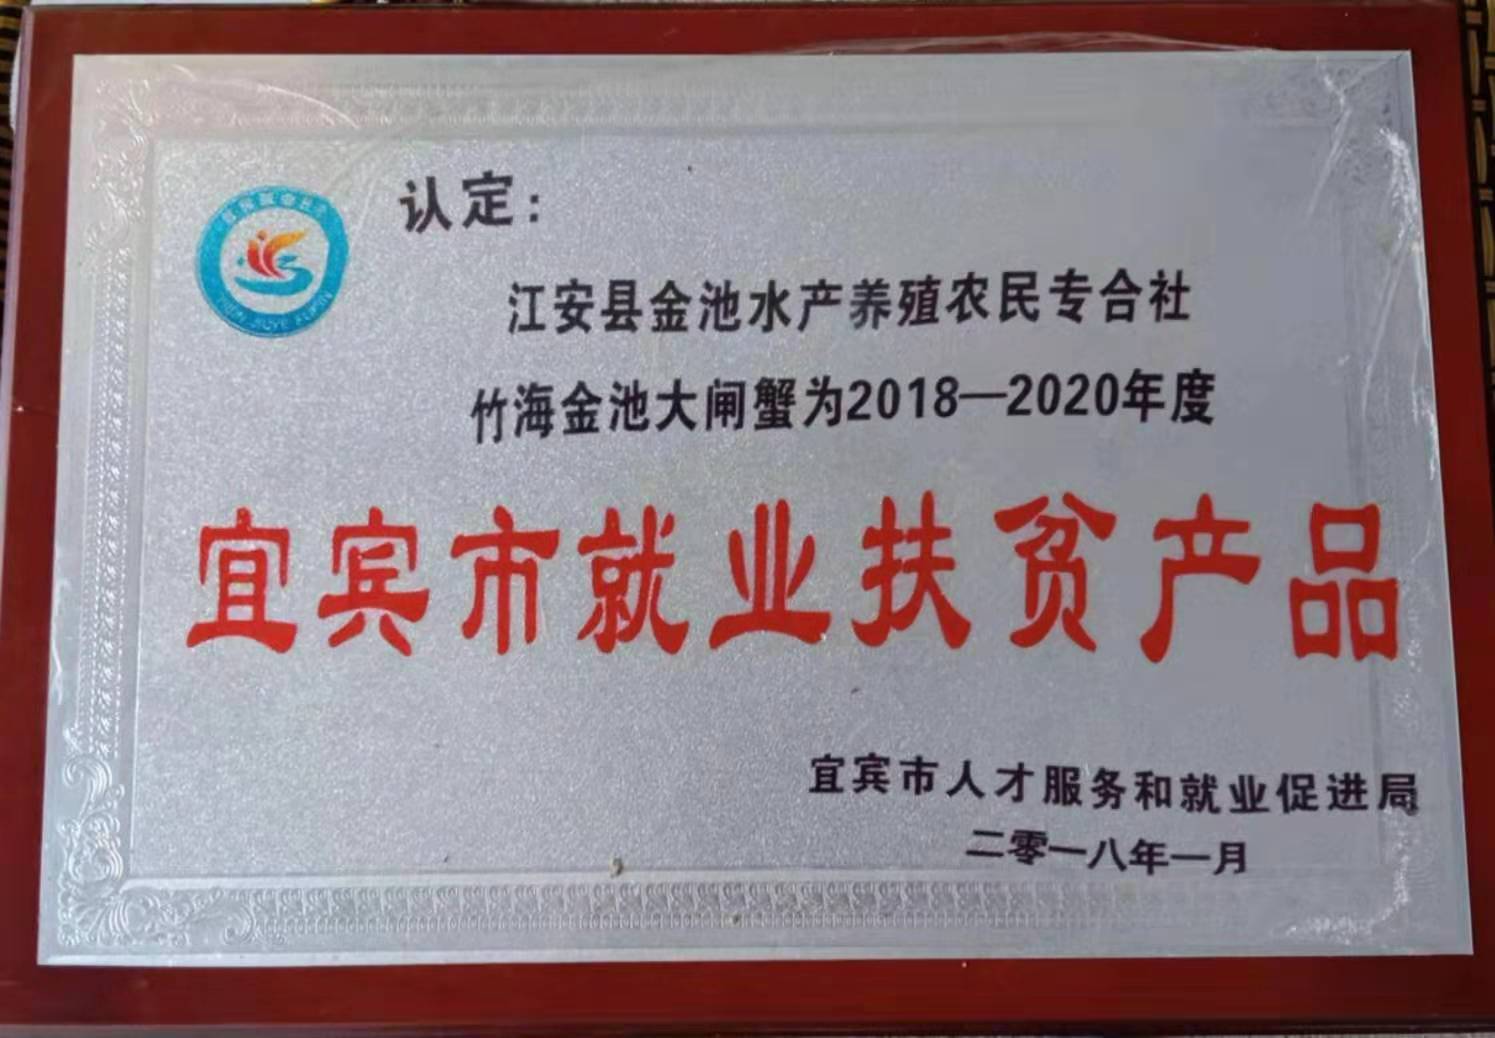 认定：
江安县金池水产养殖农民专合社
竹海金池大闸蟹为2018—2020年度
宜宾市就业扶贫产品
宜宾市人才服务和就业促进局
二零一八年一月